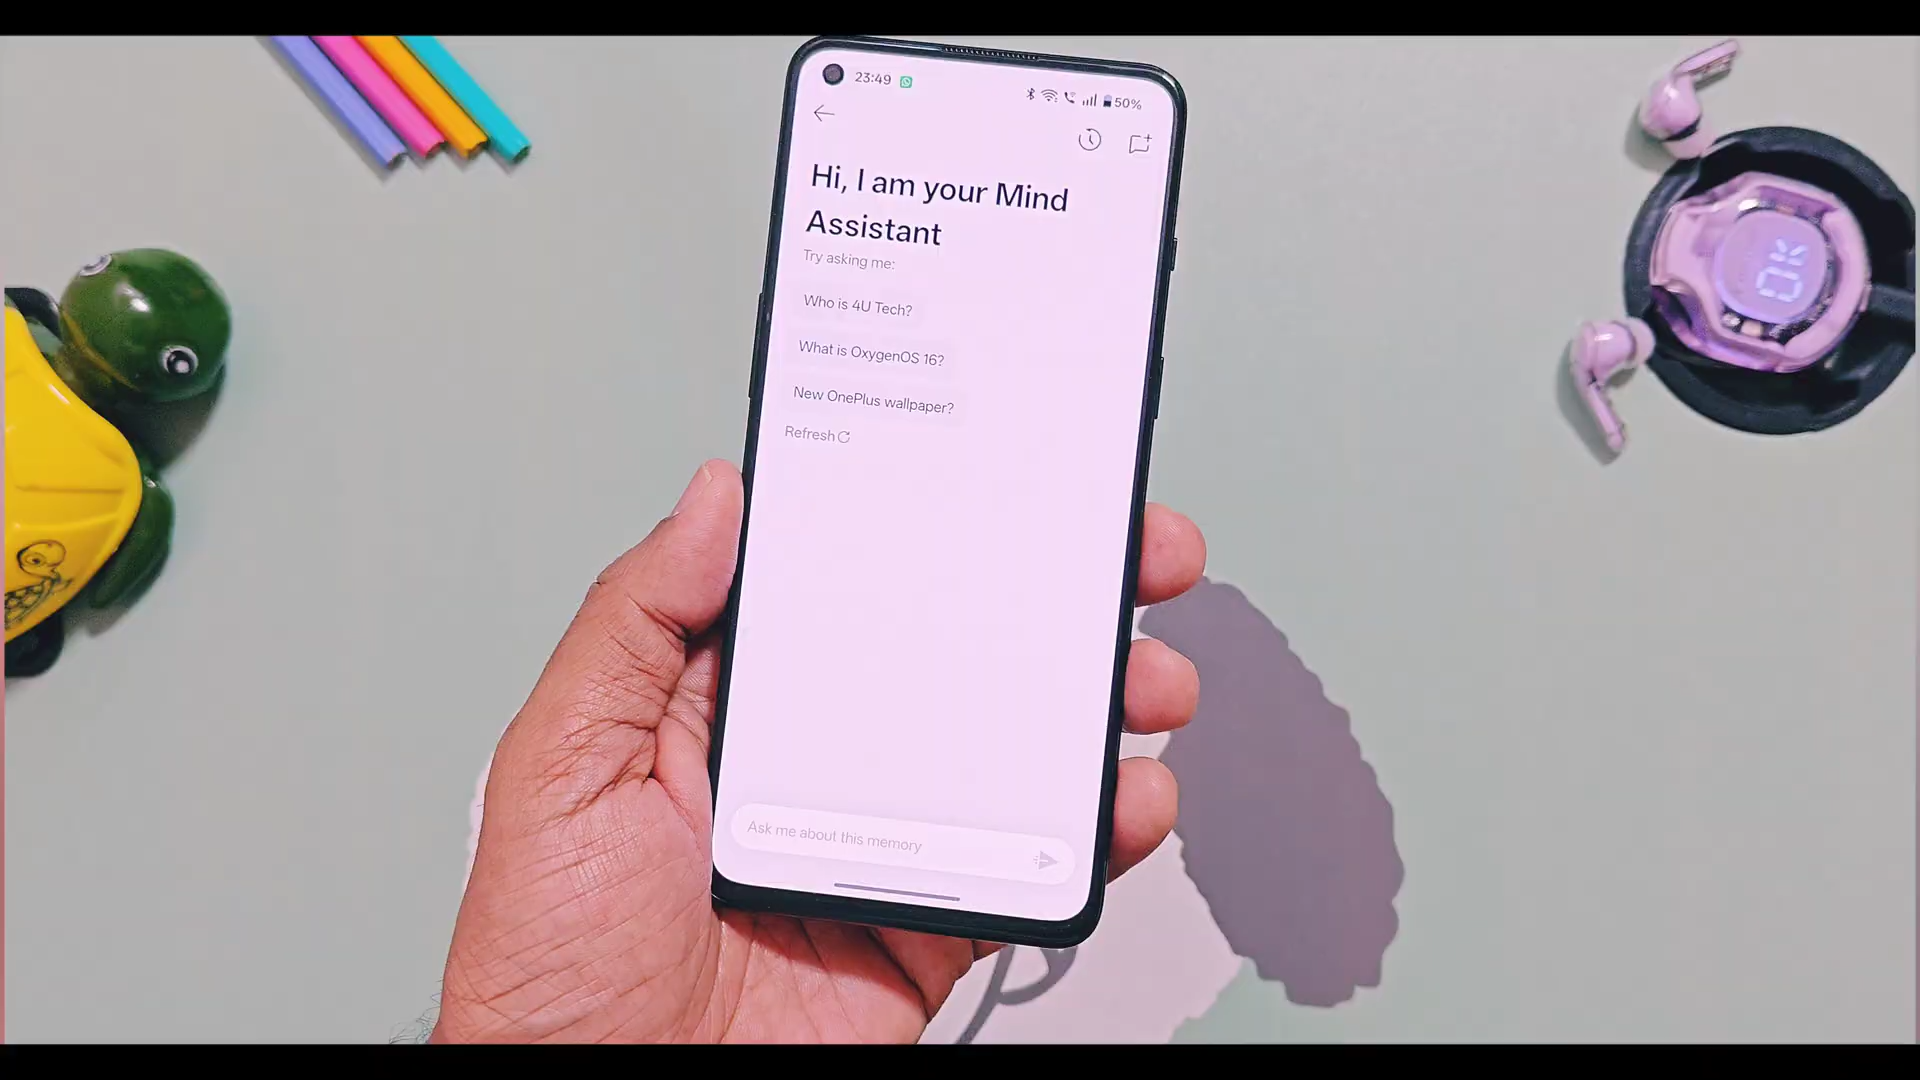 23:49
50%
Hi, I am your Mind
Assistant
Try asking me:
Who is 4U Tech?
What is OxygenOS 16?
New OnePlus wallpaper?
Refresh
Ask me about this memory
OK